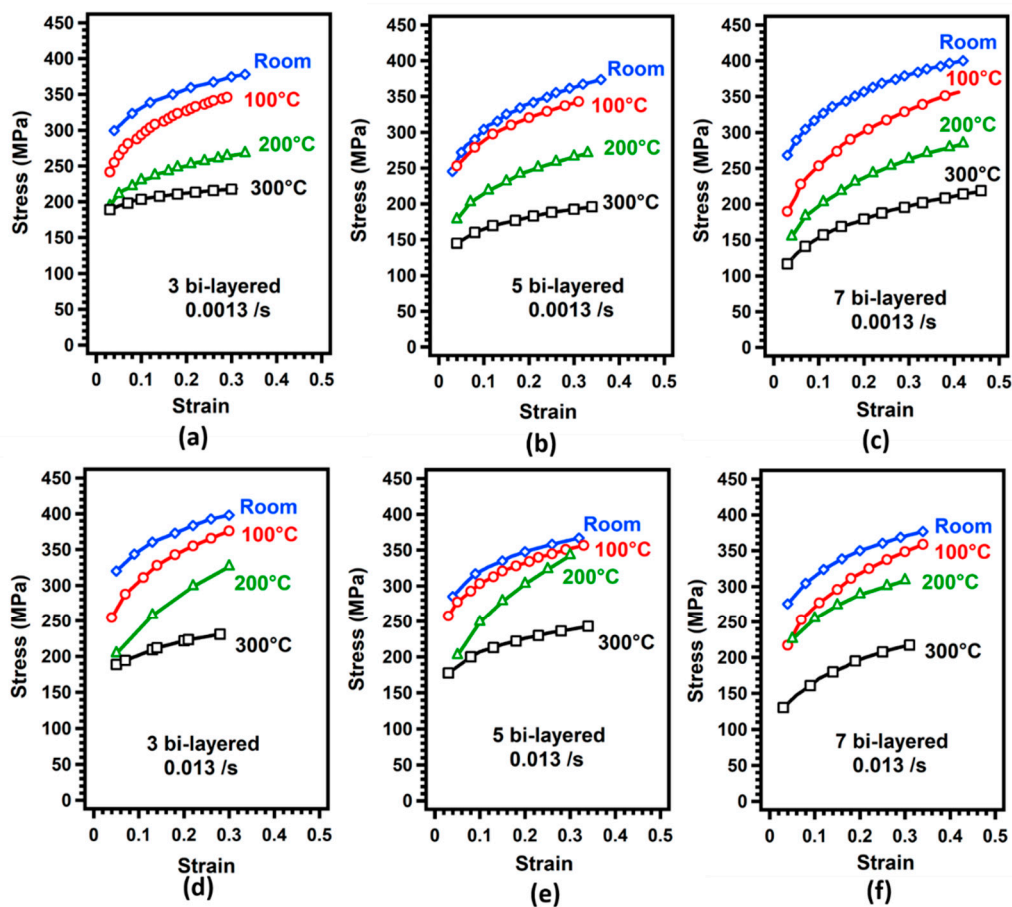 450
400
350
300
250
200
150
100
50
0
Stress (MPa)
Room
100°C
200°C
300°C
3 bi-layered
0.0013 /s
0 0.1 0.2 0.3 0.4 0.5
Strain
(a)
450
400
350
300
250
200
150
100
50
0
Stress (MPa)
Room
100°C
200°C
300°C
5 bi-layered
0.0013 /s
0 0.1 0.2 0.3 0.4 0.5
Strain
(b)
450
400
350
300
250
200
150
100
50
0
Stress (MPa)
Room
100°C
200°C
300°C
7 bi-layered
0.0013 /s
0 0.1 0.2 0.3 0.4 0.5
Strain
(c)
450
400
350
300
250
200
150
100
50
0
Stress (MPa)
Room
100°C
200°C
300°C
3 bi-layered
0.013 /s
0 0.1 0.2 0.3 0.4 0.5
Strain
(d)
450
400
350
300
250
200
150
100
50
0
Stress (MPa)
Room
100°C
200°C
300°C
5 bi-layered
0.013 /s
0 0.1 0.2 0.3 0.4 0.5
Strain
(e)
450
400
350
300
250
200
150
100
50
0
Stress (MPa)
Room
100°C
200°C
300°C
7 bi-layered
0.013 /s
0 0.1 0.2 0.3 0.4 0.5
Strain
(f)